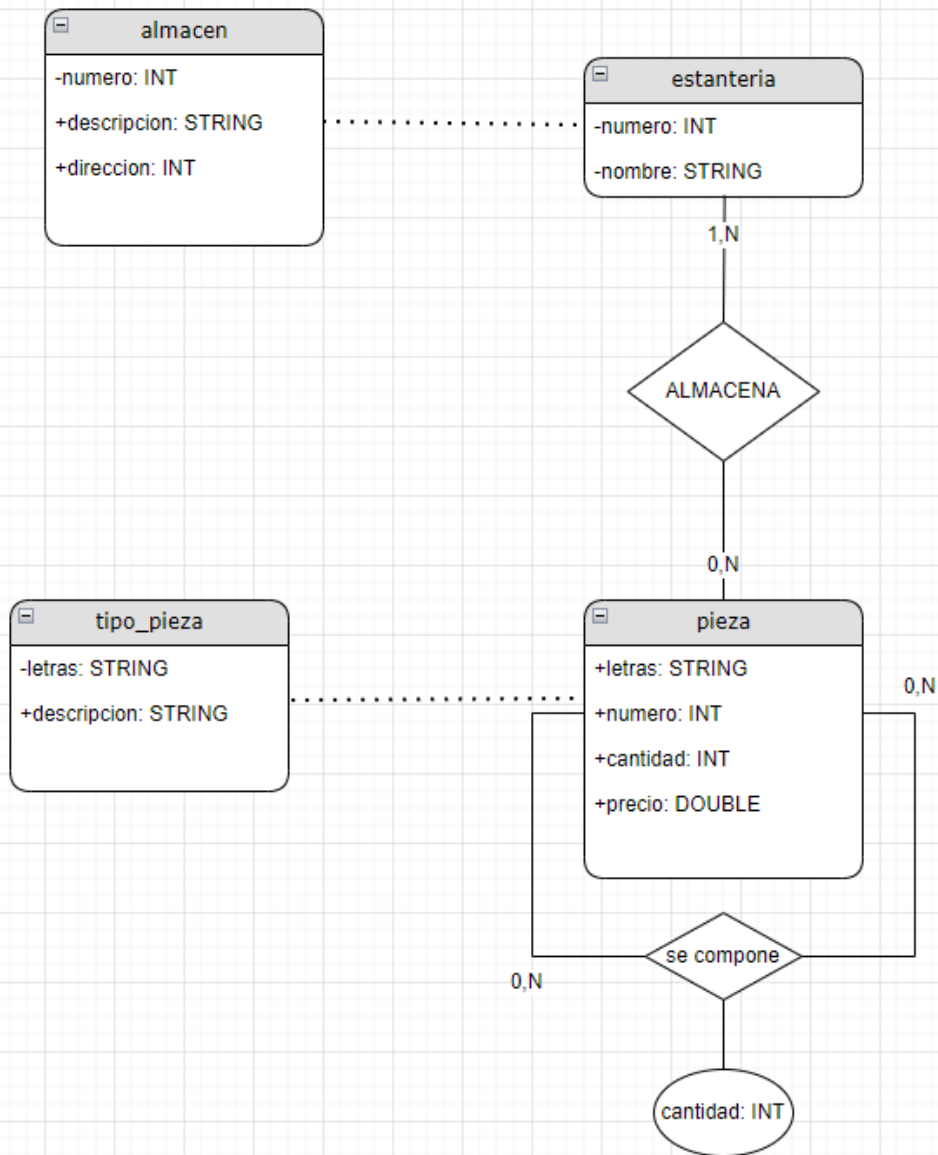 almacen
-numero: INT
+descripcion: STRING
+direccion: INT
estanteria
-numero: INT
-nombre: STRING
1,N
ALMACENA
0,N
tipo_pieza
-letras: STRING
+descripcion: STRING
pieza
+letras: STRING
+numero: INT
+cantidad: INT
+precio: DOUBLE
0,N
se compone
0,N
cantidad: INT